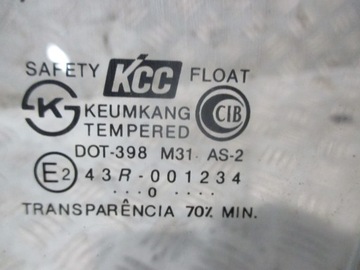 SAFETY KCC FLOAT
K KEUMKANG CIB
TEMPERED
DOT-398 M31 AS-2
E2 43R-001234
...0....
TRANSPARÊNCIA 70% MIN.